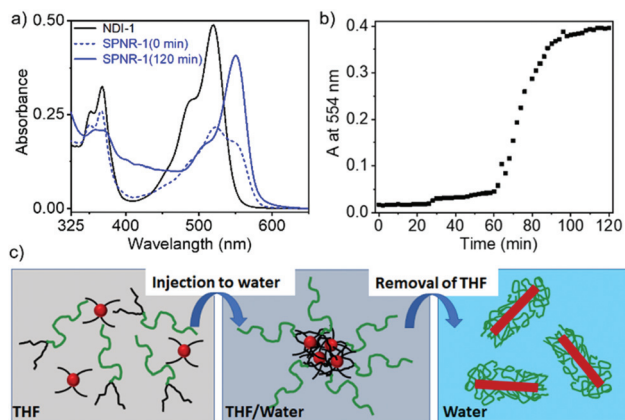 a)
NDI-1
SPNR-1(0 min)
SPNR-1(120 min)
0.50
0.25
0.00
Absorbance
325 400 500 600
Wavelangth (nm)
b)
0.4
0.3
0.2
0.1
0.0
A at 554 nm
0 20 40 60 80 100 120
Time (min)
c)
Injection to water
Removal of THF
THF
THF/Water
Water